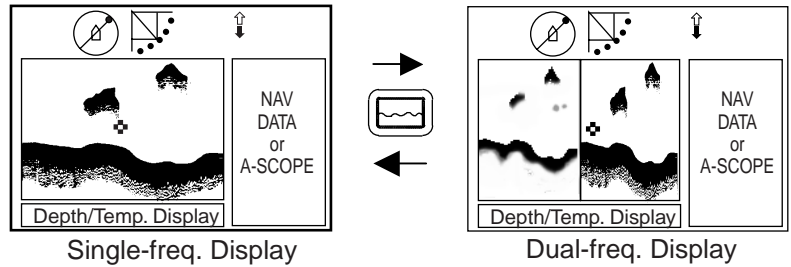 NAV
DATA
or
A-SCOPE
Depth/Temp. Display
Single-freq. Display
NAV
DATA
or
A-SCOPE
Depth/Temp. Display
Dual-freq. Display